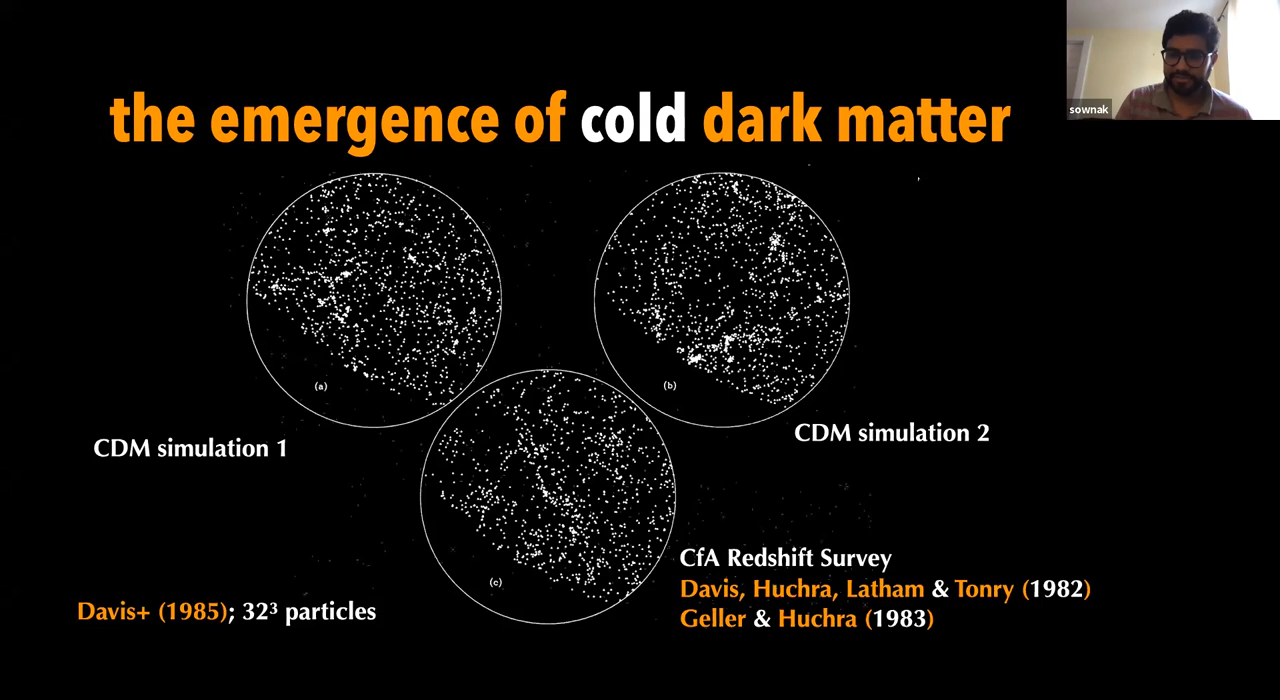 sownak
the emergence of cold dark matter
(a)
(b)
CDM simulation 1
CDM simulation 2
(c)
CfA Redshift Survey
Davis, Huchra, Latham & Tonry (1982)
Geller & Huchra (1983)
Davis+ (1985); 32³ particles